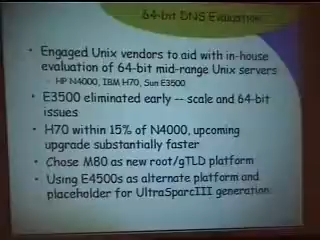 64-bit DNS Evaluation
• Engaged Unix vendors to aid with in-house
evaluation of 64-bit mid-range Unix servers
- HP N4000, IBM H70, Sun E3500
• E3500 eliminated early -- scale and 64-bit
issues
• H70 within 15% of N4000, upcoming
upgrade substantially faster
• Chose M80 as new root/gTLD platform
• Using E4500s as alternate platform and
placeholder for UltraSparcIII generation